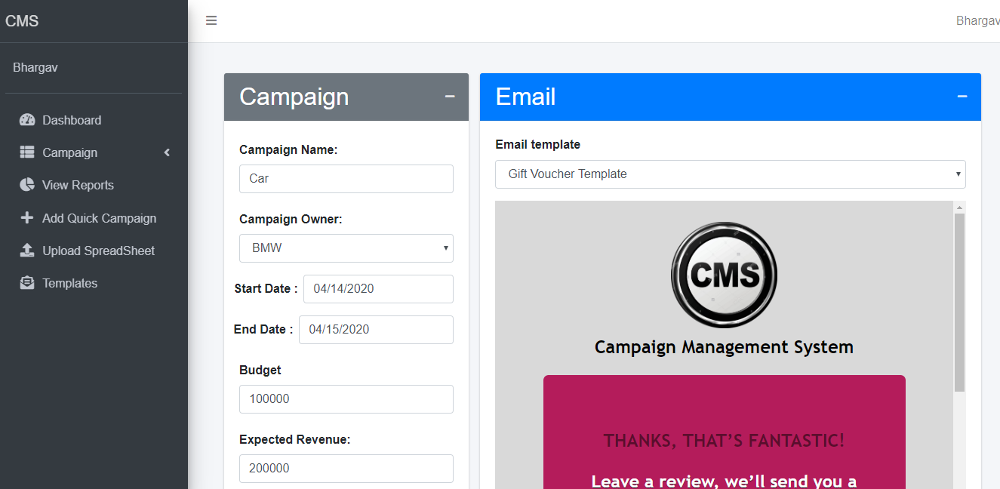 CMS
Bhargav
Bhargav
Dashboard
Campaign
View Reports
Add Quick Campaign
Upload SpreadSheet
Templates
Campaign
Campaign Name:
Car
Campaign Owner:
BMW
Start Date : 04/14/2020
End Date : 04/15/2020
Budget
100000
Expected Revenue:
200000
Email
Email template
Gift Voucher Template
CMS
Campaign Management System
THANKS, THAT’S FANTASTIC!
Leave a review, we’ll send you a